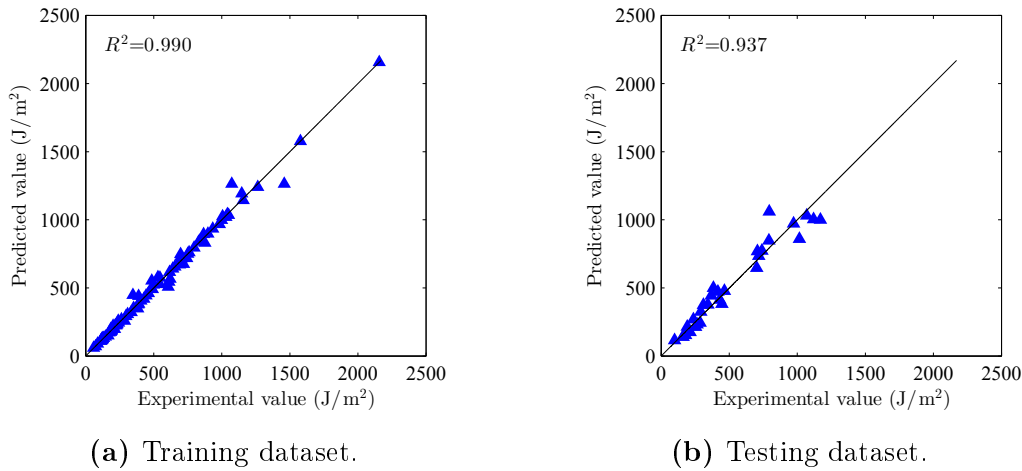 2500
2000
1500
1000
500
0
Predicted value (J/m²)
R²=0.990
0 500 1000 1500 2000 2500
Experimental value (J/m²)
(a) Training dataset.
2500
2000
1500
1000
500
0
Predicted value (J/m²)
R²=0.937
0 500 1000 1500 2000 2500
Experimental value (J/m²)
(b) Testing dataset.